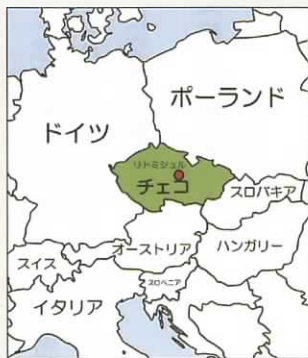 ポーランド
ドイツ
リトミシュル
チェコ
スロバキア
オーストリア
ハンガリー
スイス
スロベニア
イタリア